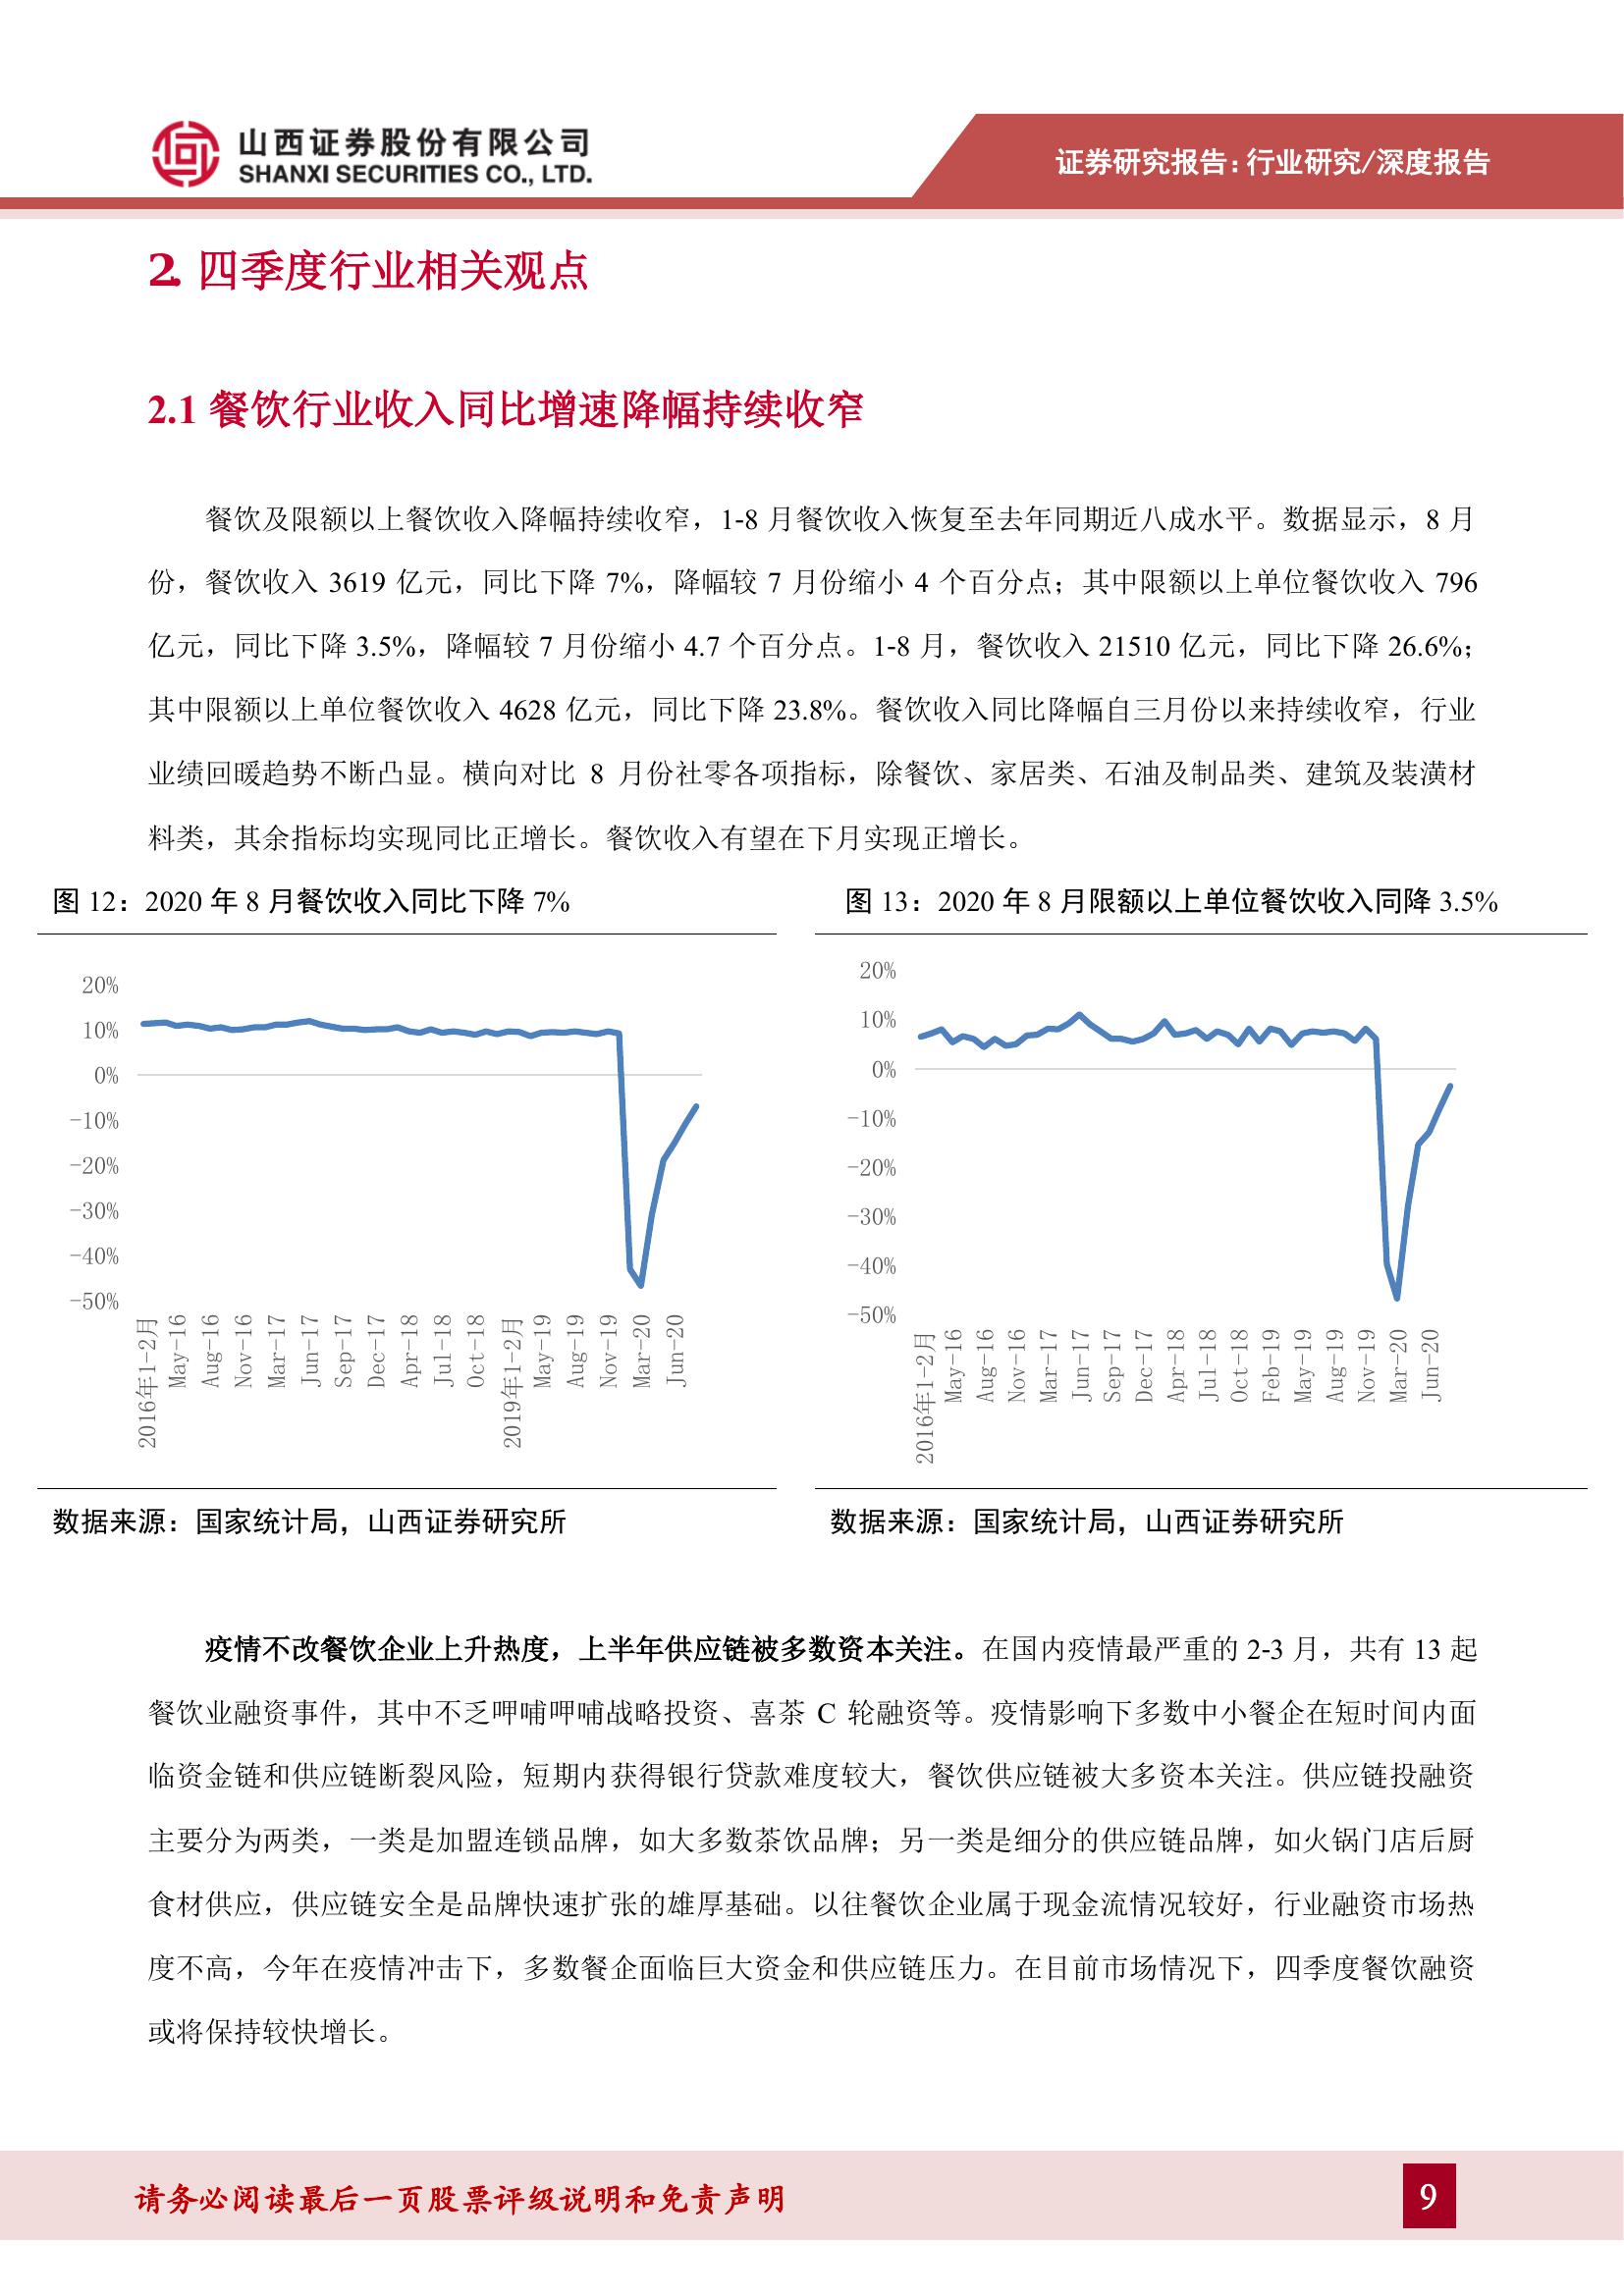 山西证券股份有限公司
SHANXI SECURITIES CO., LTD.
证券研究报告：行业研究/深度报告
2. 四季度行业相关观点
2.1 餐饮行业收入同比增速降幅持续收窄
餐饮及限额以上餐饮收入降幅持续收窄，1-8 月餐饮收入恢复至去年同期近八成水平。数据显示，8 月
份，餐饮收入 3619 亿元，同比下降 7%，降幅较 7 月份缩小 4 个百分点；其中限额以上单位餐饮收入 796
亿元，同比下降 3.5%，降幅较 7 月份缩小 4.7 个百分点。1-8 月，餐饮收入 21510 亿元，同比下降 26.6%；
其中限额以上单位餐饮收入 4628 亿元，同比下降 23.8%。餐饮收入同比降幅自三月份以来持续收窄，行业
业绩回暖趋势不断凸显。横向对比 8 月份社零各项指标，除餐饮、家居类、石油及制品类、建筑及装潢材
料类，其余指标均实现同比正增长。餐饮收入有望在下月实现正增长。
图 12：2020 年 8 月餐饮收入同比下降 7%
20%
10%
0%
-10%
-20%
-30%
-40%
-50%
2016年1-2月
May-16
Aug-16
Nov-16
Mar-17
Jun-17
Sep-17
Dec-17
Apr-18
Jul-18
Oct-18
2019年1-2月
May-19
Aug-19
Nov-19
Mar-20
Jun-20
数据来源：国家统计局，山西证券研究所
图 13：2020 年 8 月限额以上单位餐饮收入同降 3.5%
20%
10%
0%
-10%
-20%
-30%
-40%
-50%
2016年1-2月
May-16
Aug-16
Nov-16
Mar-17
Jun-17
Sep-17
Dec-17
Apr-18
Jul-18
Oct-18
Feb-19
May-19
Aug-19
Nov-19
Mar-20
Jun-20
数据来源：国家统计局，山西证券研究所
疫情不改餐饮企业上升热度，上半年供应链被多数资本关注。在国内疫情最严重的 2-3 月，共有 13 起
餐饮业融资事件，其中不乏呷哺呷哺战略投资、喜茶 C 轮融资等。疫情影响下多数中小餐企在短时间内面
临资金链和供应链断裂风险，短期内获得银行贷款难度较大，餐饮供应链被大多资本关注。供应链投融资
主要分为两类，一类是加盟连锁品牌，如大多数茶饮品牌；另一类是细分的供应链品牌，如火锅门店后厨
食材供应，供应链安全是品牌快速扩张的雄厚基础。以往餐饮企业属于现金流情况较好，行业融资市场热
度不高，今年在疫情冲击下，多数餐企面临巨大资金和供应链压力。在目前市场情况下，四季度餐饮融资
或将保持较快增长。
请务必阅读最后一页股票评级说明和免责声明
9